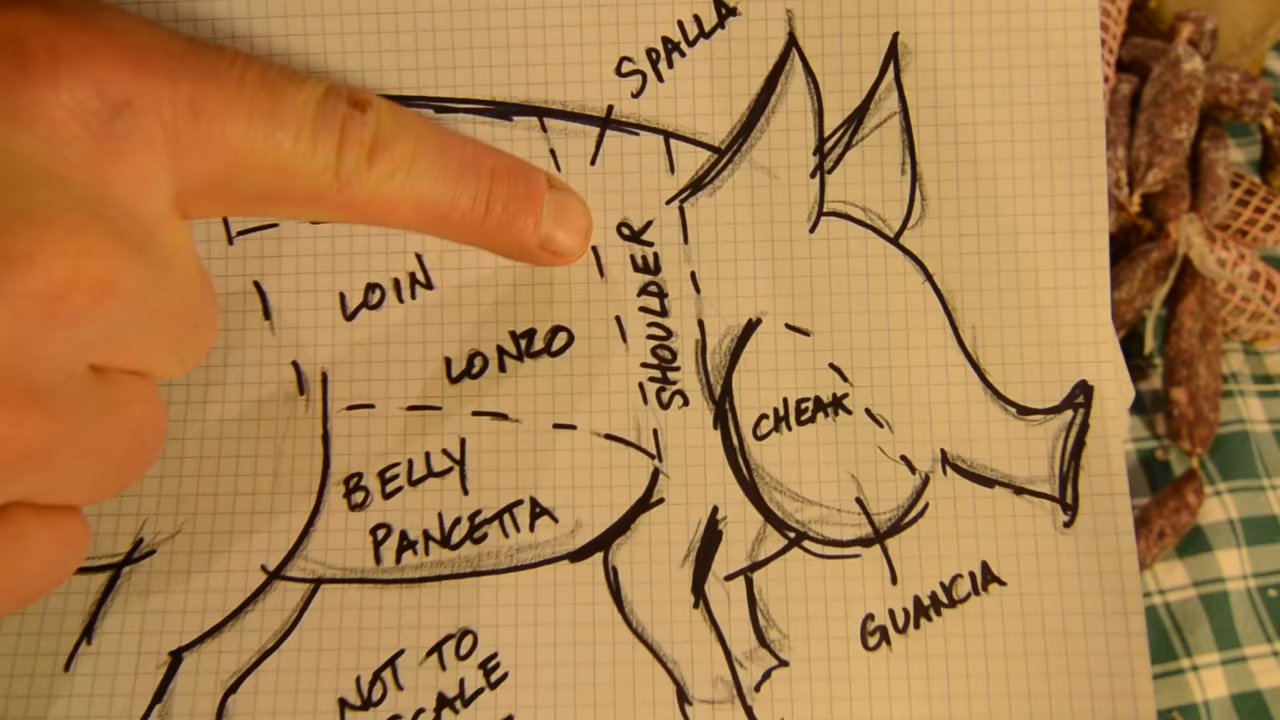 SPALLA
SHOULDER
LOIN
LONZO
CHEAK
BELLY
PANCETTA
GUANCIA
NOT TO
SCALE